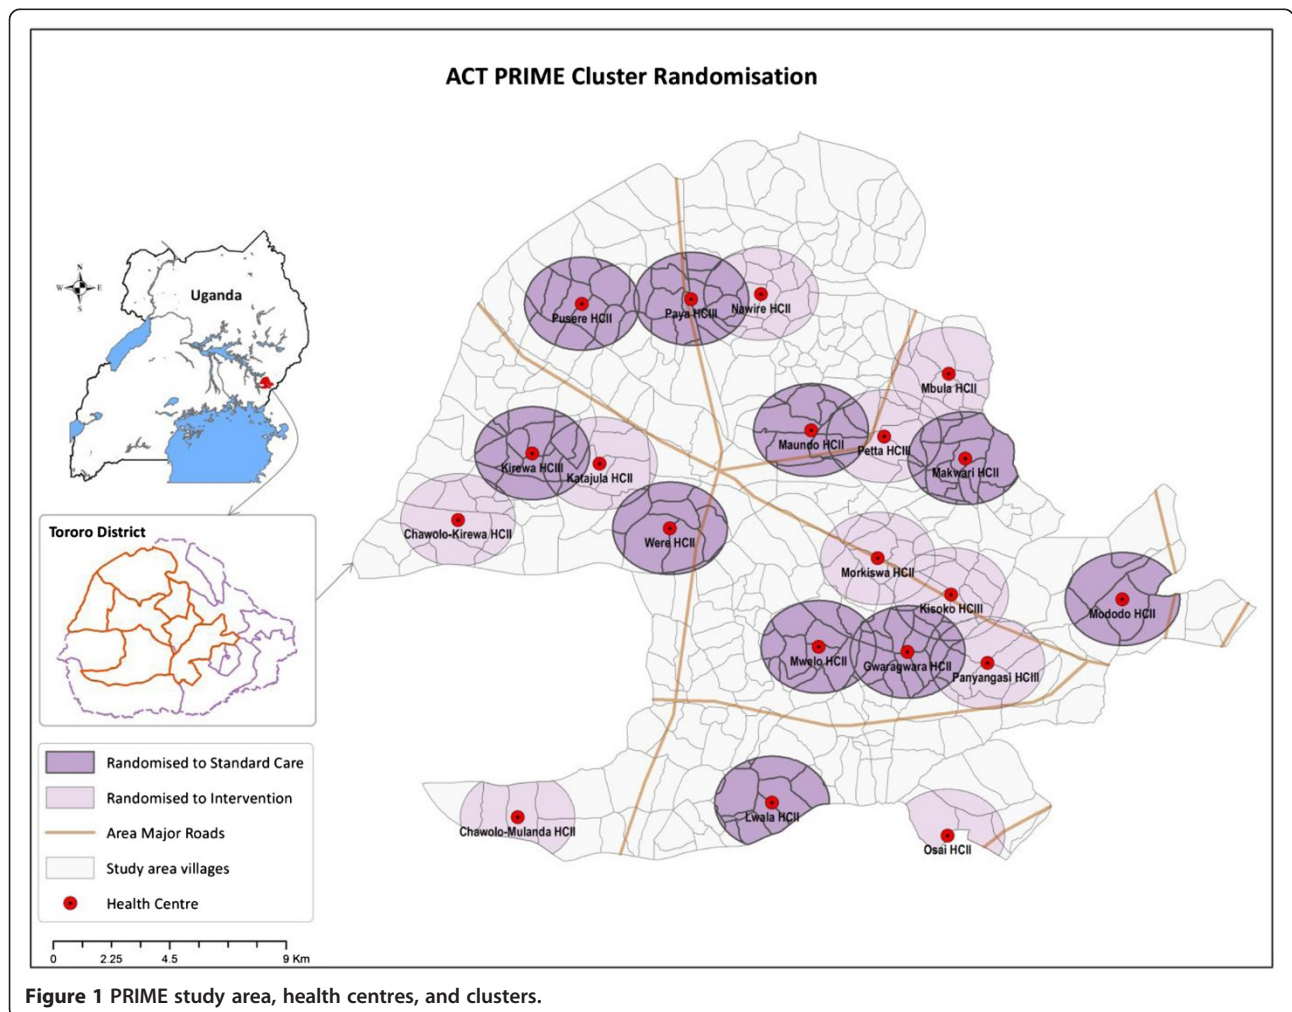 ACT PRIME Cluster Randomisation
N
W
E
S
Uganda
Tororo District
Pusere HCII
Paya HCIII
Nawire HCII
Mbula HCII
Maundo HCII
Petta HCIII
Makwari HCII
Kirewa HCIII
Katajula HCII
Chawolo-Kirewa HCII
Were HCII
Morkiswa HCII
Kisoko HCIII
Mododo HCII
Mwelo HCII
Gwaragwara HCII
Panyangasi HCIII
Lwala HCII
Chawolo-Mulanda HCII
Osai HCII
Randomised to Standard Care
Randomised to Intervention
Area Major Roads
Study area villages
Health Centre
0 2.25 4.5 9 Km
Figure 1 PRIME study area, health centres, and clusters.